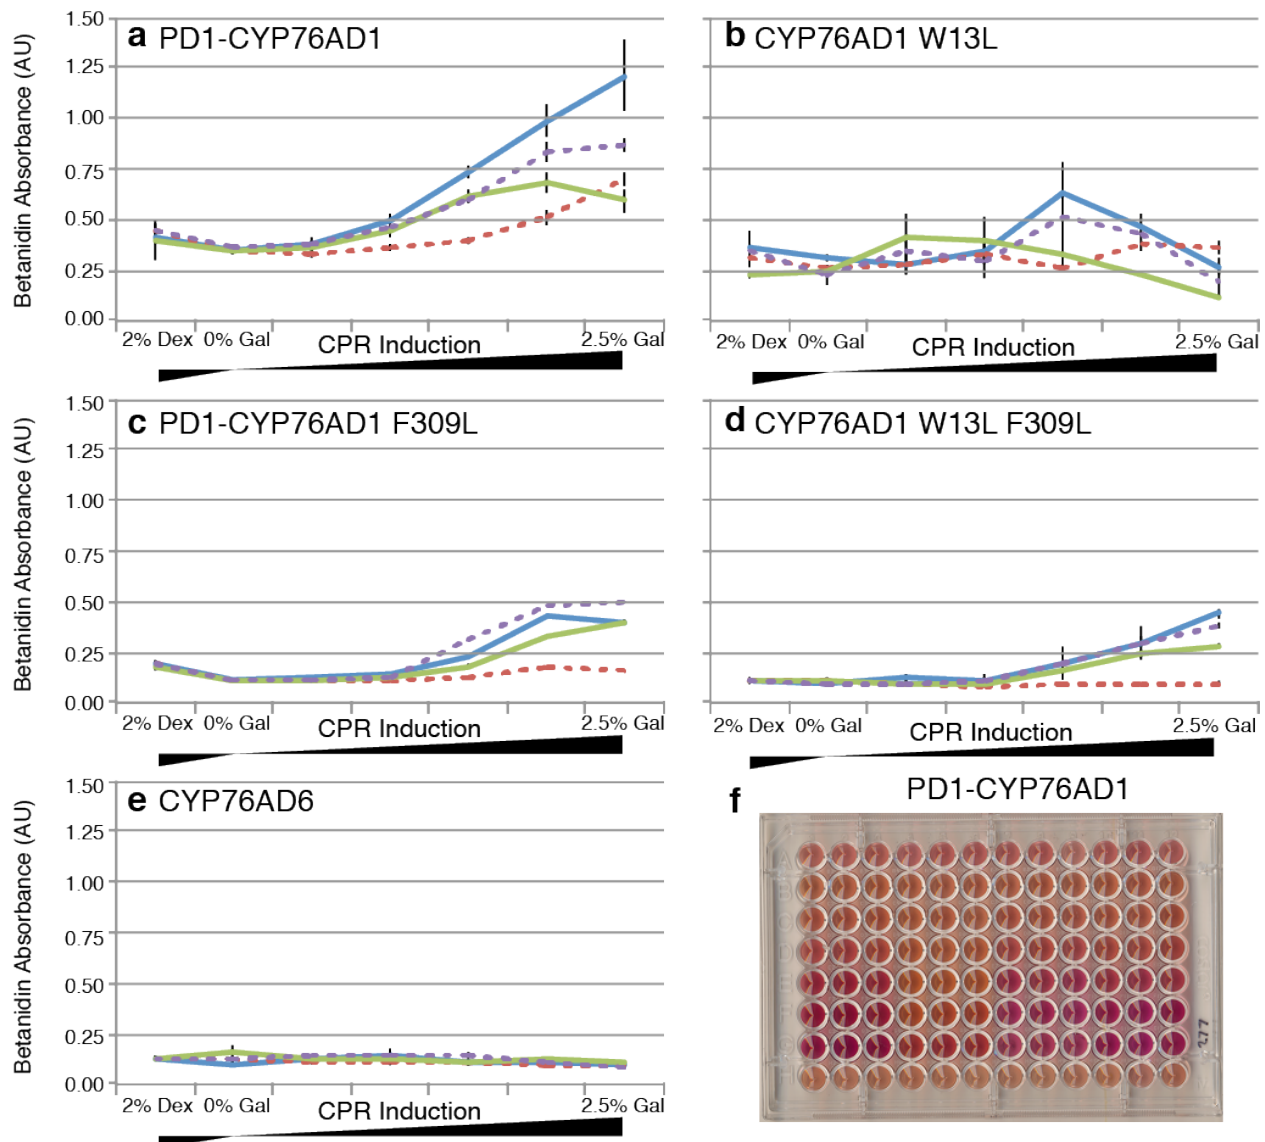 a PD1-CYP76AD1
Betanidin Absorbance (AU)
1.50
1.25
1.00
0.75
0.50
0.25
0.00
2% Dex 0% Gal CPR Induction 2.5% Gal
b CYP76AD1 W13L
2% Dex 0% Gal CPR Induction 2.5% Gal
c PD1-CYP76AD1 F309L
Betanidin Absorbance (AU)
1.50
1.25
1.00
0.75
0.50
0.25
0.00
2% Dex 0% Gal CPR Induction 2.5% Gal
d CYP76AD1 W13L F309L
2% Dex 0% Gal CPR Induction 2.5% Gal
e CYP76AD6
Betanidin Absorbance (AU)
1.50
1.25
1.00
0.75
0.50
0.25
0.00
2% Dex 0% Gal CPR Induction 2.5% Gal
f PD1-CYP76AD1
277